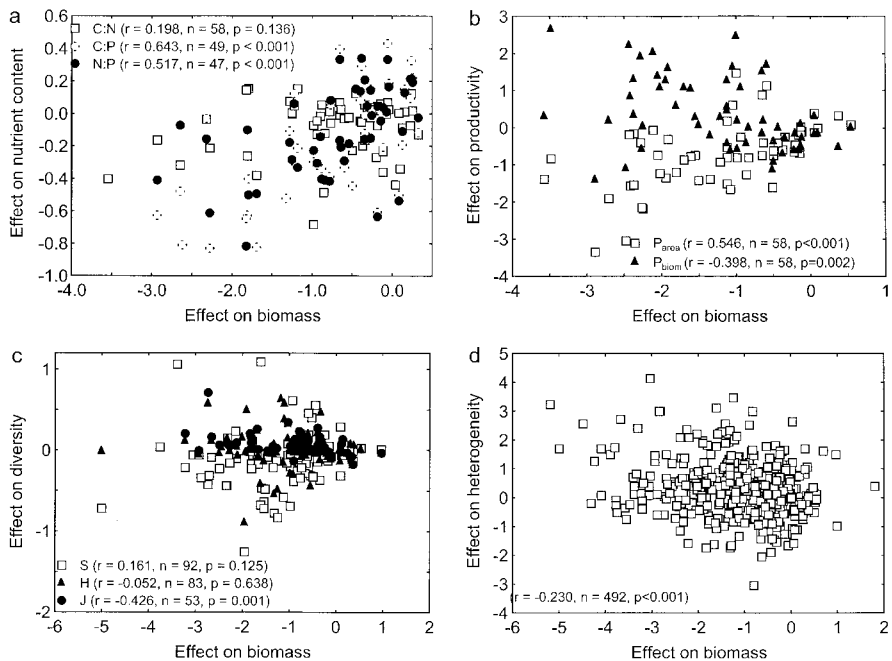 a
0.6
C:N (r = 0.198, n = 58, p = 0.136)
C:P (r = 0.643, n = 49, p < 0.001)
N:P (r = 0.517, n = 47, p < 0.001)
0.4
0.2
0.0
-0.2
-0.4
-0.6
-0.8
-1.0
Effect on nutrient content
-4.0 -3.0 -2.0 -1.0 0.0
Effect on biomass
b
4
3
2
1
0
-1
-2
-3
-4
Effect on productivity
Parea (r = 0.546, n = 58, p<0.001)
Pbiom (r = -0.398, n = 58, p=0.002)
-4 -3 -2 -1 0 1
Effect on biomass
c
1
0
-1
-2
Effect on diversity
S (r = 0.161, n = 92, p = 0.125)
H (r = -0.052, n = 83, p = 0.638)
J (r = -0.426, n = 53, p = 0.001)
-6 -5 -4 -3 -2 -1 0 1 2
Effect on biomass
d
5
4
3
2
1
0
-1
-2
-3
-4
Effect on heterogeneity
(r = -0.230, n = 492, p<0.001)
-6 -5 -4 -3 -2 -1 0 1 2
Effect on biomass